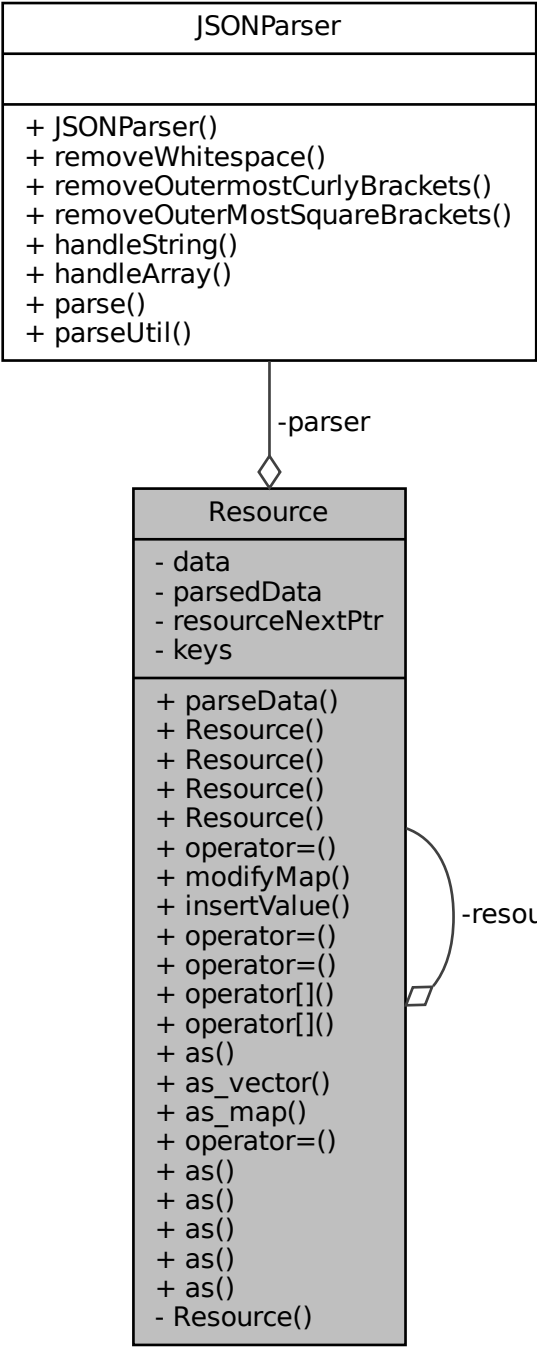 JSONParser
+ JSONParser()
+ removeWhitespace()
+ removeOutermostCurlyBrackets()
+ removeOuterMostSquareBrackets()
+ handleString()
+ handleArray()
+ parse()
+ parseUtil()
-parser
Resource
- data
- parsedData
- resourceNextPtr
- keys
+ parseData()
+ Resource()
+ Resource()
+ Resource()
+ Resource()
+ operator=()
+ modifyMap()
+ insertValue()
+ operator=()
+ operator=()
+ operator[]()
+ operator[]()
+ as()
+ as_vector()
+ as_map()
+ operator=()
+ as()
+ as()
+ as()
+ as()
+ as()
- Resource()